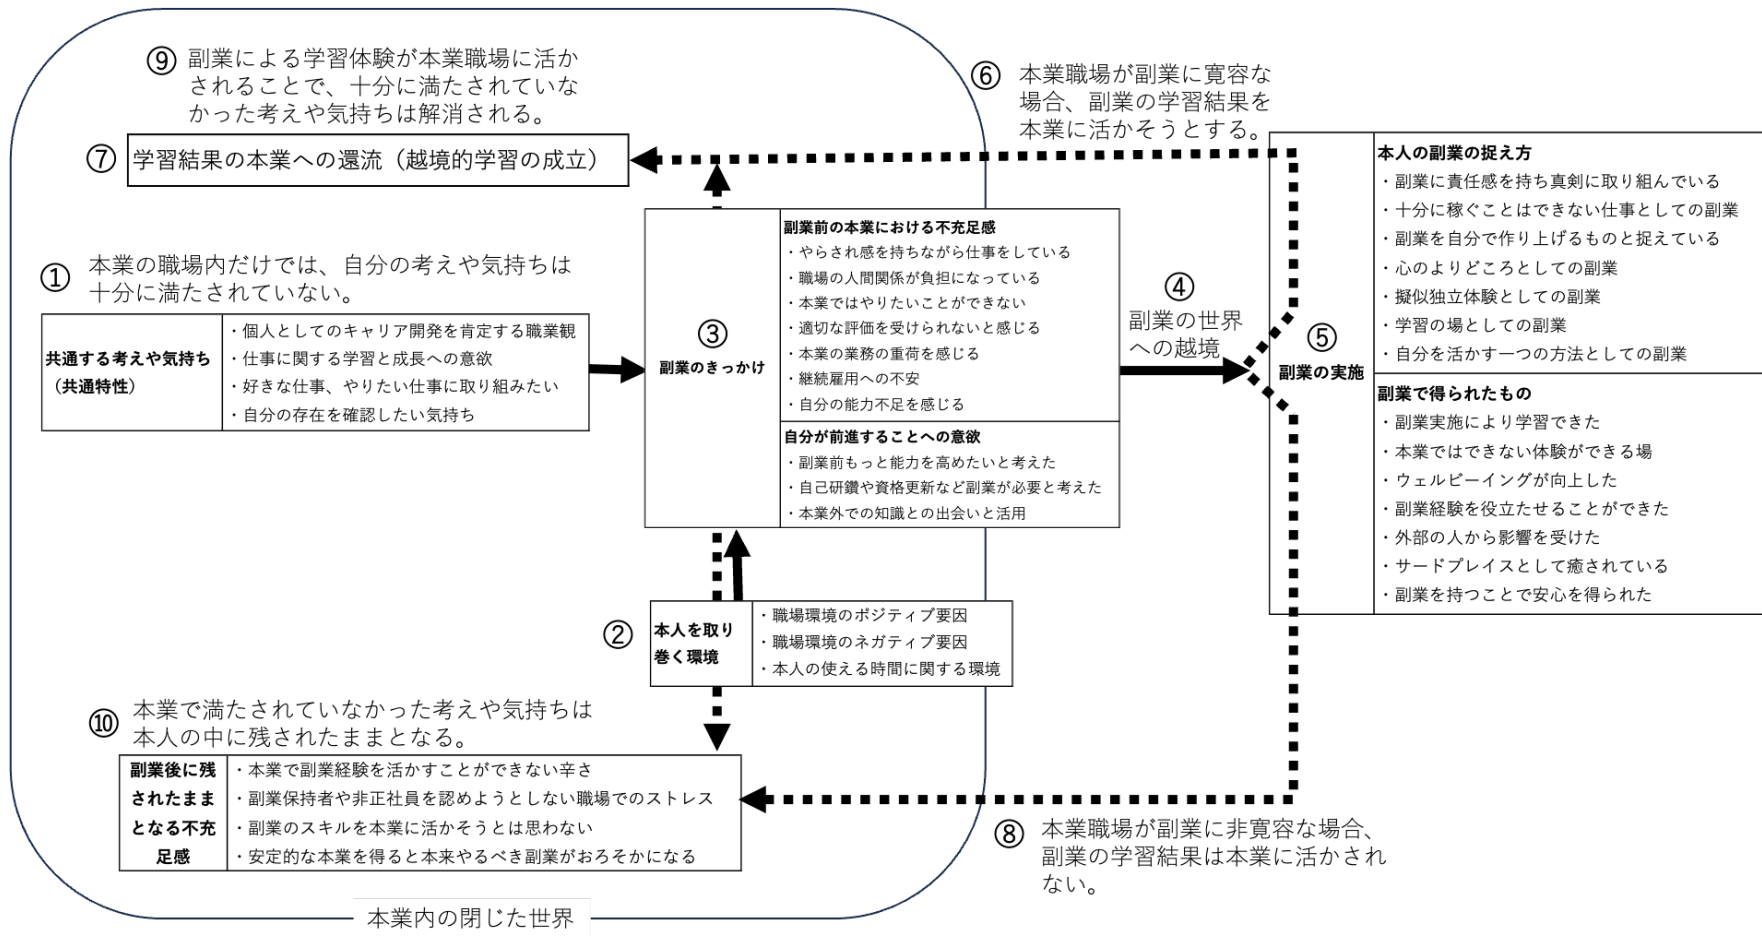 ⑨ 副業による学習体験が本業職場に活か
されることで、十分に満たされていな
かった考えや気持ちは解消される。
⑦ 学習結果の本業への還流（越境的学習の成立）
① 本業の職場内だけでは、自分の考えや気持ちは
十分に満たされていない。
共通する考えや気持ち
（共通特性）
・個人としてのキャリア開発を肯定する職業観
・仕事に関する学習と成長への意欲
・好きな仕事、やりたい仕事に取り組みたい
・自分の存在を確認したい気持ち
③
副業のきっかけ
副業前の本業における不充足感
・やらされ感を持ちながら仕事をしている
・職場の人間関係が負担になっている
・本業ではやりたいことができない
・適切な評価を受けられないと感じる
・本業の業務の重荷を感じる
・継続雇用への不安
・自分の能力不足を感じる
自分が前進することへの意欲
・副業前もっと能力を高めたいと考えた
・自己研鑽や資格更新など副業が必要と考えた
・本業外での知識との出会いと活用
②
本人を取り
巻く環境
・職場環境のポジティブ要因
・職場環境のネガティブ要因
・本人の使える時間に関する環境
④
副業の世界
への越境
⑥ 本業職場が副業に寛容な
場合、副業の学習結果を
本業に活かそうとする。
⑤
副業の実施
本人の副業の捉え方
・副業に責任感を持ち真剣に取り組んでいる
・十分に稼ぐことはできない仕事としての副業
・副業を自分で作り上げるものと捉えている
・心のよりどころとしての副業
・擬似独立体験としての副業
・学習の場としての副業
・自分を活かす一つの方法としての副業
副業で得られたもの
・副業実施により学習できた
・本業ではできない体験ができる場
・ウェルビーイングが向上した
・副業経験を役立たせることができた
・外部の人から影響を受けた
・サードプレイスとして癒されている
・副業を持つことで安心を得られた
⑩ 本業で満たされていなかった考えや気持ちは
本人の中に残されたままとなる。
副業後に残
されたまま
となる不充
足感
・本業で副業経験を活かすことができない辛さ
・副業保持者や非正社員を認めようとしない職場でのストレス
・副業のスキルを本業に活かそうとは思わない
・安定的な本業を得ると本来やるべき副業がおろそかになる
⑧ 本業職場が副業に非寛容な場合、
副業の学習結果は本業に活かされ
ない。
本業内の閉じた世界